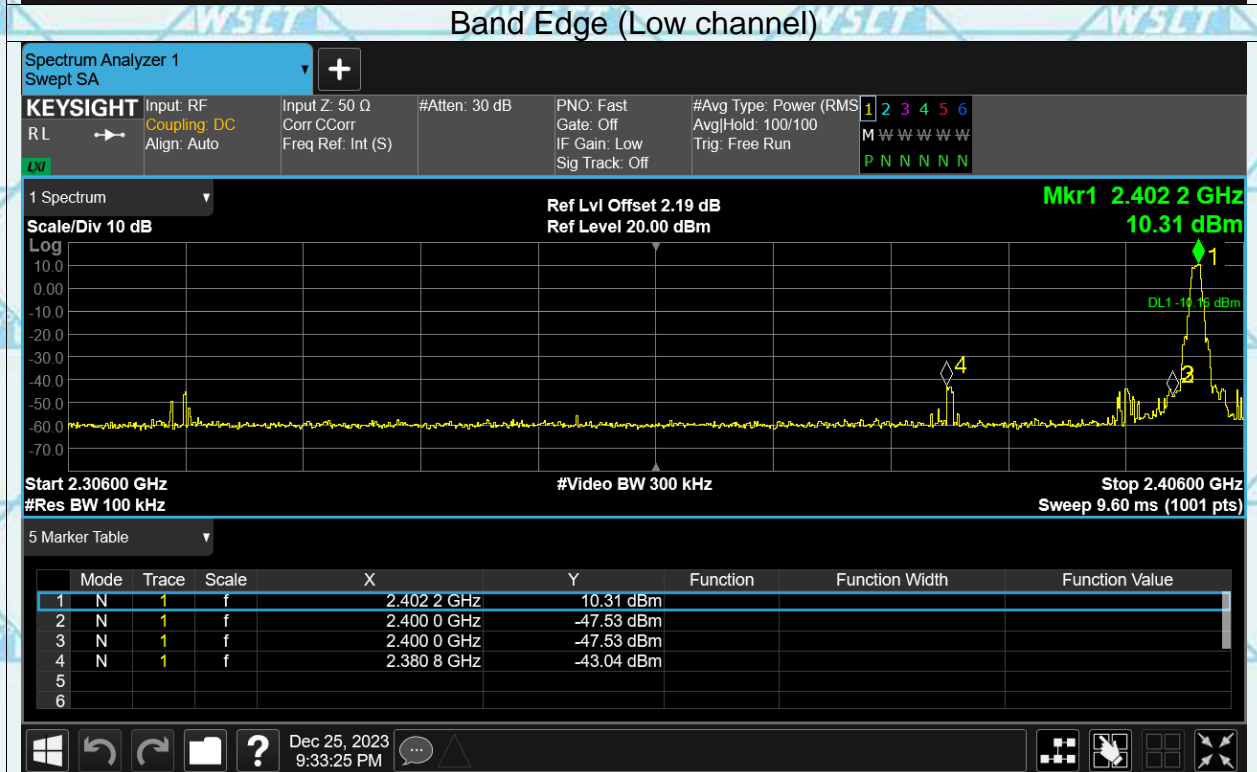 Band Edge (Low channel)
AWSCT AWSCT AWSCT AWSCT
Spectrum Analyzer 1
Swept SA
+
KEYSIGHT Input: RF Input Z: 50 Ω #Atten: 30 dB PNO: Fast #Avg Type: Power (RMS 1 2 3 4 5 6
RL Coupling: DC Corr CCorr Gate: Off Avg|Hold: 100/100 M W W W W W
Align: Auto Freq Ref: Int (S) IF Gain: Low Trig: Free Run
LXI Sig Track: Off P N N N N N
1 Spectrum Ref Lvl Offset 2.19 dB Mkr1 2.402 2 GHz
Scale/Div 10 dB Ref Level 20.00 dBm 10.31 dBm
Log
1
10.0
0.00
DL1 -10.16 dBm
-10.0
-20.0
-30.0
4
-40.0
-50.0
-60.0
-70.0
Start 2.30600 GHz #Video BW 300 kHz Stop 2.40600 GHz
#Res BW 100 kHz Sweep 9.60 ms (1001 pts)
5 Marker Table
Mode Trace Scale X Y Function Function Width Function Value
1 N 1 f 2.402 2 GHz 10.31 dBm
2 N 1 f 2.400 0 GHz -47.53 dBm
3 N 1 f 2.400 0 GHz -47.53 dBm
4 N 1 f 2.380 8 GHz -43.04 dBm
5
6
? Dec 25, 2023
9:33:25 PM